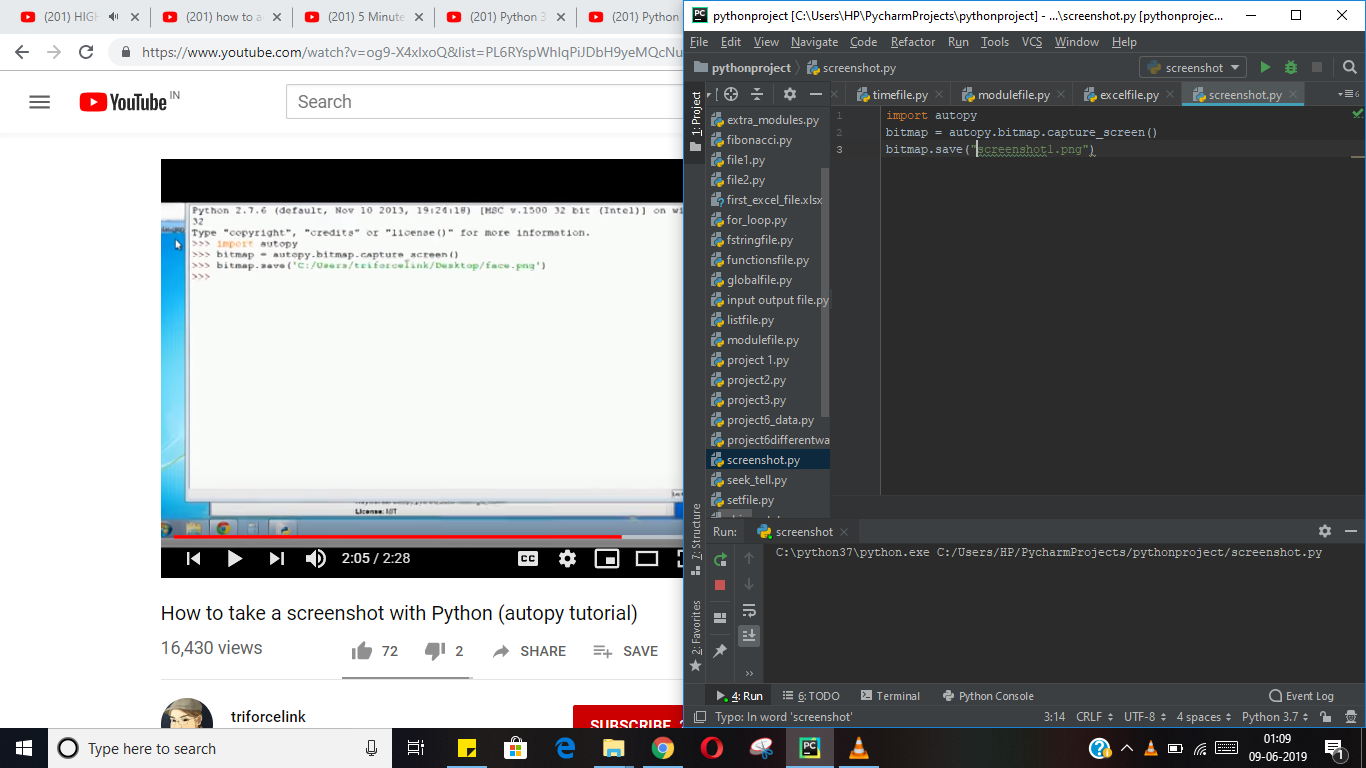 (201) HIGH
(201) how to a
(201) 5 Minute
(201) Python 3
(201) Python
https://www.youtube.com/watch?v=og9-X4xIxoQ&list=PL6RYspWhIqPiJDbH9yeMQcNu
YouTube IN
Search
Python 2.7.6 (default, Nov 10 2013, 19:24:18) [MSC v.1500 32 bit (Intel)] on wi
32
Type "copyright", "credits" or "license()" for more information.
>>> import autopy
>>> bitmap = autopy.bitmap.capture_screen()
>>> bitmap.save('C:/Users/triforcelink/Desktop/face.png')
>>>
License: MIT
2:05 / 2:28
CC
How to take a screenshot with Python (autopy tutorial)
16,430 views
72
2
SHARE
SAVE
triforcelink
SUBSCRIBE
PC
pythonproject [C:\Users\HP\PycharmProjects\pythonproject] - ...\screenshot.py [pythonprojec...
File Edit View Navigate Code Refactor Run Tools VCS Window Help
pythonproject
screenshot.py
screenshot
1: Project
timefile.py
modulefile.py
excelfile.py
screenshot.py
6
extra_modules.py
fibonacci.py
file1.py
file2.py
first_excel_file.xlsx
for_loop.py
fstringfile.py
functionsfile.py
globalfile.py
input output file.py
listfile.py
modulefile.py
project 1.py
project2.py
project3.py
project6_data.py
project6differentwa
screenshot.py
seek_tell.py
setfile.py
1 import autopy
2 bitmap = autopy.bitmap.capture_screen()
3 bitmap.save("screenshot1.png")
7: Structure
2: Favorites
Run: screenshot
C:\python37\python.exe C:/Users/HP/PycharmProjects/pythonproject/screenshot.py
4: Run
6: TODO
Terminal
Python Console
Event Log
Typo: In word 'screenshot'
3:14 CRLF UTF-8 4 spaces Python 3.7
Type here to search
PC
01:09
09-06-2019
1